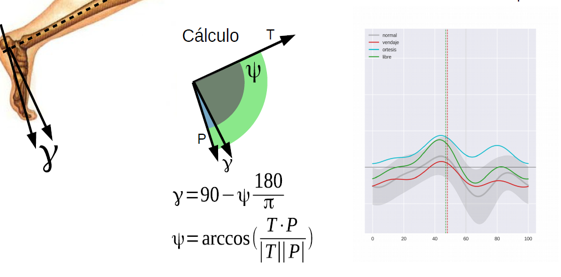 γ
Cálculo
T
ψ
P
γ
γ=90−ψ 180/π
ψ=arccos(T·P/|T||P|)
normal
vendaje
ortesis
libre
0 20 40 60 80 100